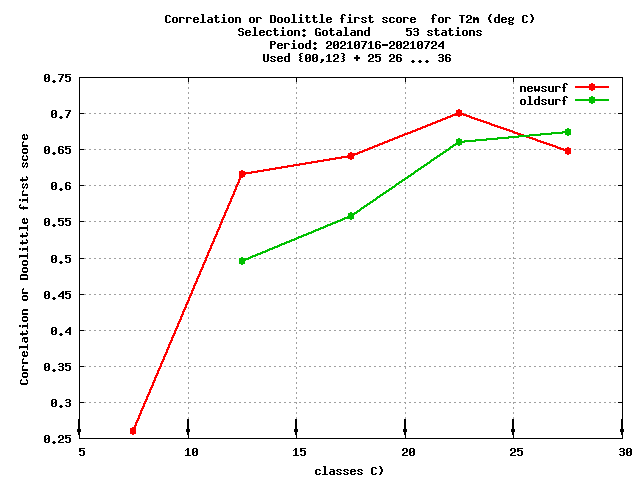 Correlation or Doolittle first score  for T2m (deg C)
Selection: Gotaland     53 stations
Period: 20210716-20210724
Used {00,12} + 25 26 ... 36
newsurf
oldsurf
Correlation or Doolittle first score
0.75
0.7
0.65
0.6
0.55
0.5
0.45
0.4
0.35
0.3
0.25
5 10 15 20 25 30
classes C)